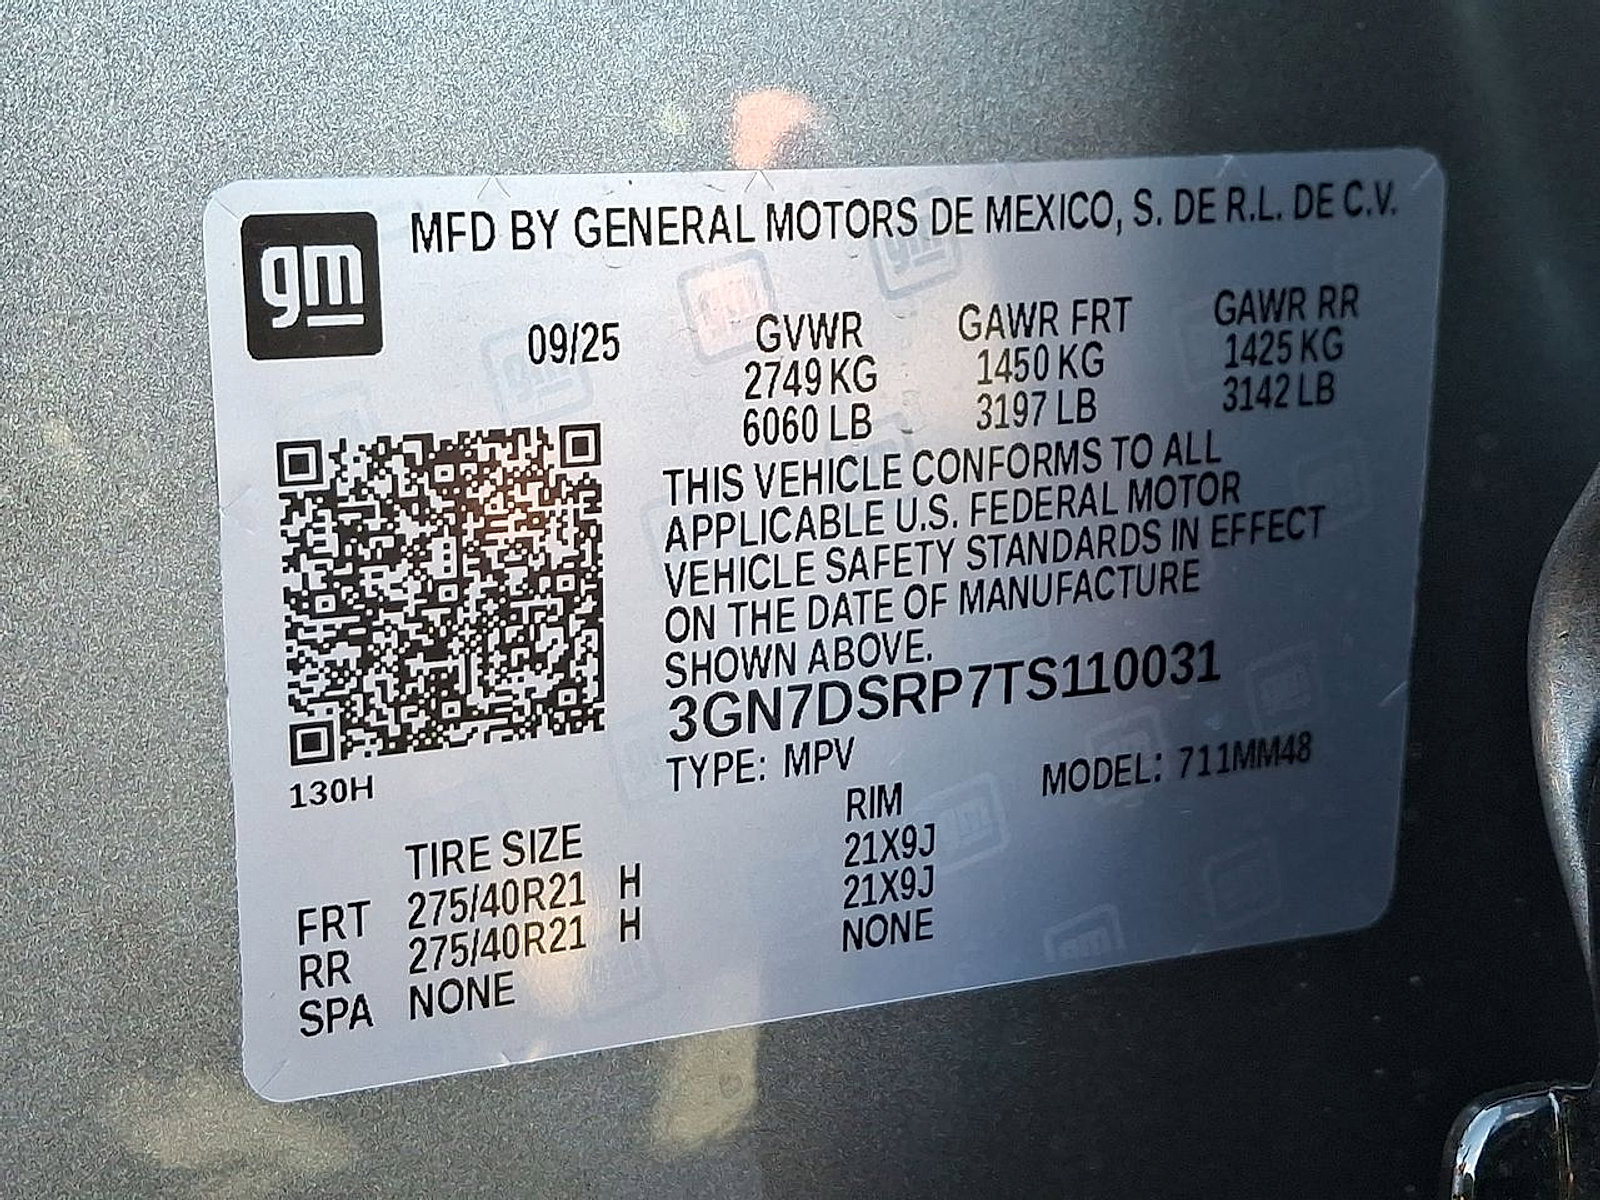 gm
MFD BY GENERAL MOTORS DE MEXICO, S. DE R.L. DE C.V.
09/25 GVWR GAWR FRT GAWR RR
2749 KG 1450 KG 1425 KG
6060 LB 3197 LB 3142 LB
THIS VEHICLE CONFORMS TO ALL
APPLICABLE U.S. FEDERAL MOTOR
VEHICLE SAFETY STANDARDS IN EFFECT
ON THE DATE OF MANUFACTURE
SHOWN ABOVE.
3GN7DSRP7TS110031
TYPE: MPV MODEL: 711MM48
130H
TIRE SIZE RIM
FRT 275/40R21 H 21X9J
RR 275/40R21 H 21X9J
SPA NONE NONE